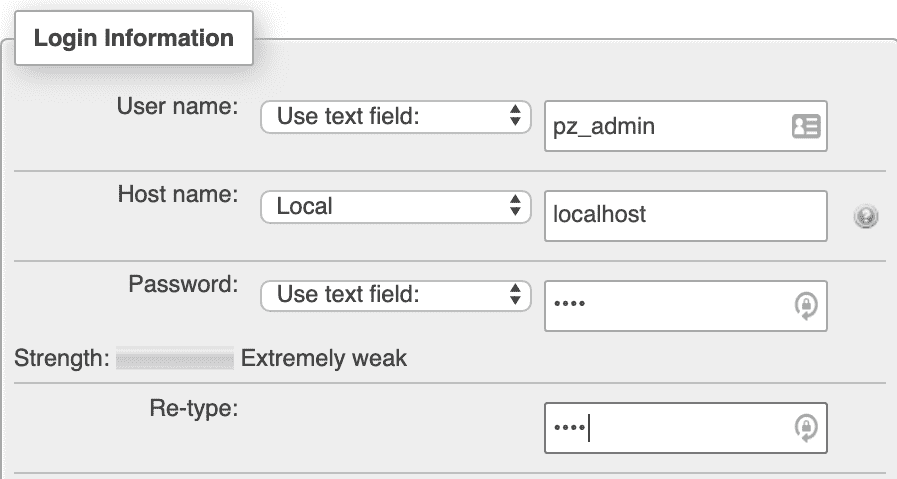 Login Information
User name: Use text field: pz_admin
Host name: Local localhost
Password: Use text field: ••••
Strength: Extremely weak
Re-type: ••••